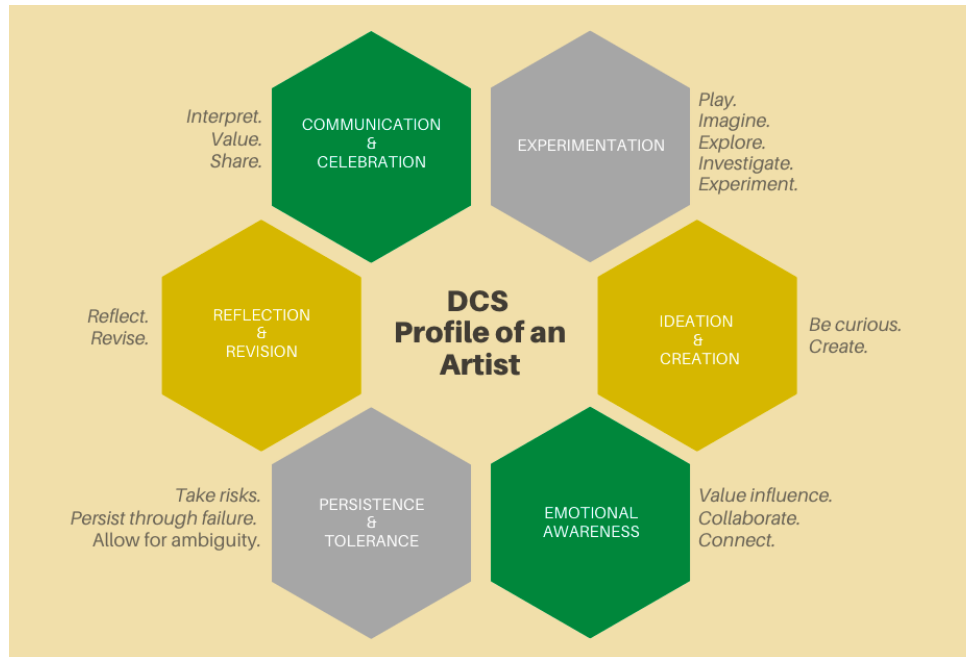 Interpret.
Value.
Share.
COMMUNICATION
&
CELEBRATION
EXPERIMENTATION
Play.
Imagine.
Explore.
Investigate.
Experiment.
Reflect.
Revise.
REFLECTION
&
REVISION
DCS
Profile of an
Artist
IDEATION
&
CREATION
Be curious.
Create.
Take risks.
Persist through failure.
Allow for ambiguity.
PERSISTENCE
&
TOLERANCE
EMOTIONAL
AWARENESS
Value influence.
Collaborate.
Connect.